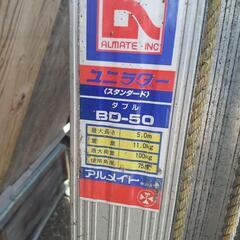 ALMATE・INC
ユニラダー
(スタンダード)
ダブル
BD-50
最大長さ 5.0m
重量 11.0kg
最大荷重 100kg
使用角度 75度
アルメイト